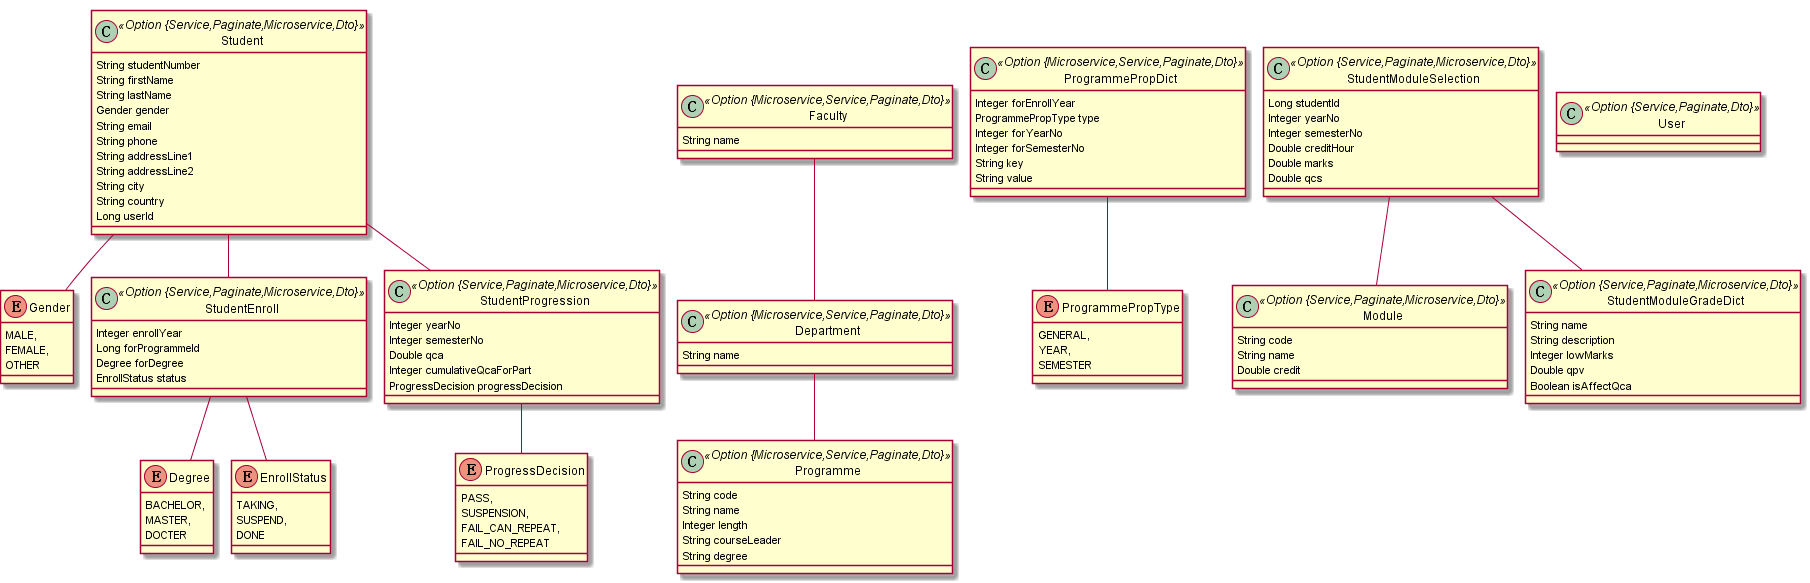 C «Option {Service,Paginate,Microservice,Dto}»
Student
String studentNumber
String firstName
String lastName
Gender gender
String email
String phone
String addressLine1
String addressLine2
String city
String country
Long userId
E Gender
MALE,
FEMALE,
OTHER
C «Option {Service,Paginate,Microservice,Dto}»
StudentEnroll
Integer enrollYear
Long forProgrammeId
Degree forDegree
EnrollStatus status
E Degree
BACHELOR,
MASTER,
DOCTER
E EnrollStatus
TAKING,
SUSPEND,
DONE
C «Option {Service,Paginate,Microservice,Dto}»
StudentProgression
Integer yearNo
Integer semesterNo
Double qca
Integer cumulativeQcaForPart
ProgressDecision progressDecision
E ProgressDecision
PASS,
SUSPENSION,
FAIL_CAN_REPEAT,
FAIL_NO_REPEAT
C «Option {Microservice,Service,Paginate,Dto}»
Faculty
String name
C «Option {Microservice,Service,Paginate,Dto}»
Department
String name
C «Option {Microservice,Service,Paginate,Dto}»
Programme
String code
String name
Integer length
String courseLeader
String degree
C «Option {Microservice,Service,Paginate,Dto}»
ProgrammePropDict
Integer forEnrollYear
ProgrammePropType type
Integer forYearNo
Integer forSemesterNo
String key
String value
E ProgrammePropType
GENERAL,
YEAR,
SEMESTER
C «Option {Service,Paginate,Microservice,Dto}»
StudentModuleSelection
Long studentId
Integer yearNo
Integer semesterNo
Double creditHour
Double marks
Double qcs
C «Option {Service,Paginate,Microservice,Dto}»
Module
String code
String name
Double credit
C «Option {Service,Paginate,Microservice,Dto}»
StudentModuleGradeDict
String name
String description
Integer lowMarks
Double qpv
Boolean isAffectQca
C «Option {Service,Paginate,Dto}»
User